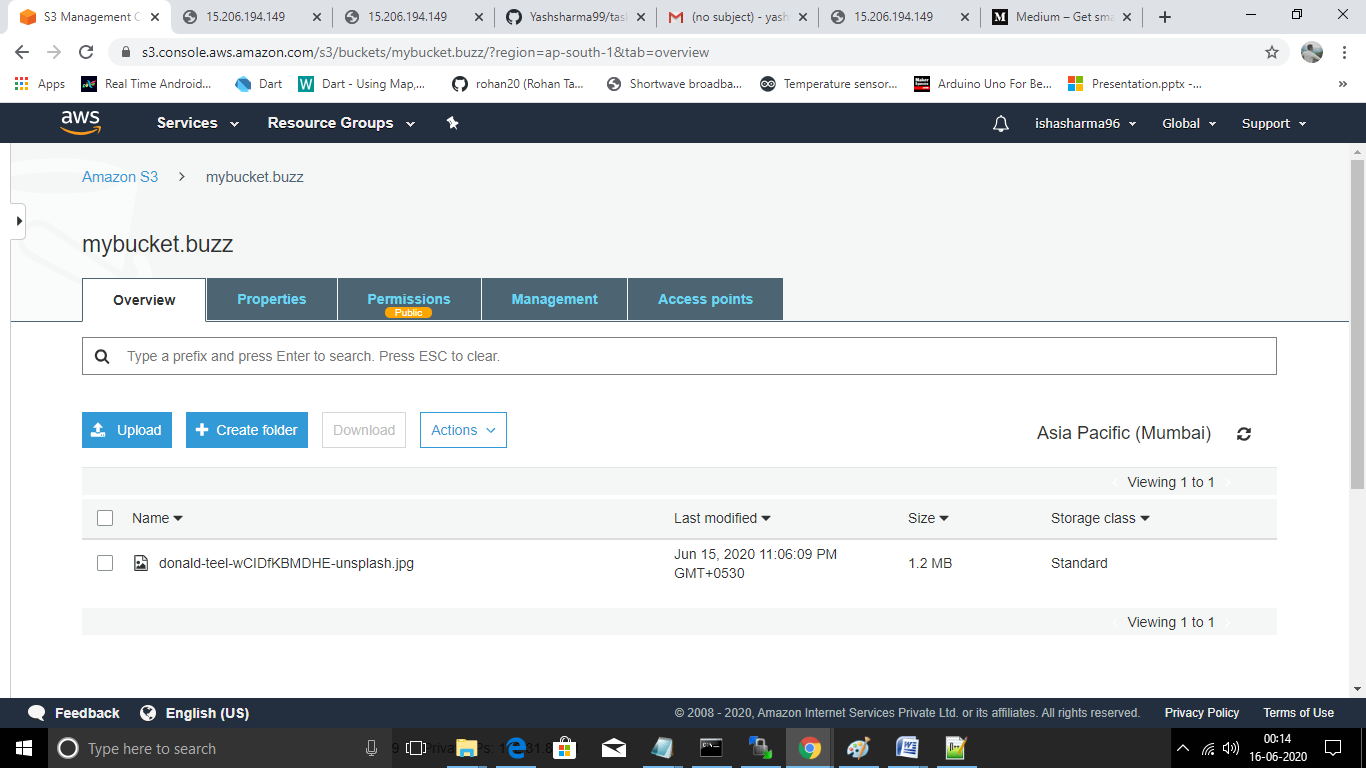 S3 Management C
15.206.194.149
15.206.194.149
Yashsharma99/tas
(no subject) - yash
15.206.194.149
Medium – Get sma
s3.console.aws.amazon.com/s3/buckets/mybucket.buzz/?region=ap-south-1&tab=overview
Apps
Real Time Android...
Dart
Dart - Using Map,...
rohan20 (Rohan Ta...
Shortwave broadba...
Temperature sensor...
Arduino Uno For Be...
Presentation.pptx -...
aws
Services
Resource Groups
ishasharma96
Global
Support
Amazon S3
mybucket.buzz
mybucket.buzz
Overview
Properties
Permissions
Public
Management
Access points
Type a prefix and press Enter to search. Press ESC to clear.
Upload
Create folder
Download
Actions
Asia Pacific (Mumbai)
Viewing 1 to 1
Name
Last modified
Size
Storage class
donald-teel-wCIDfKBMDHE-unsplash.jpg
Jun 15, 2020 11:06:09 PM
GMT+0530
1.2 MB
Standard
Viewing 1 to 1
Feedback
English (US)
© 2008 - 2020, Amazon Internet Services Private Ltd. or its affiliates. All rights reserved.
Privacy Policy
Terms of Use
Type here to search
00:14
16-06-2020